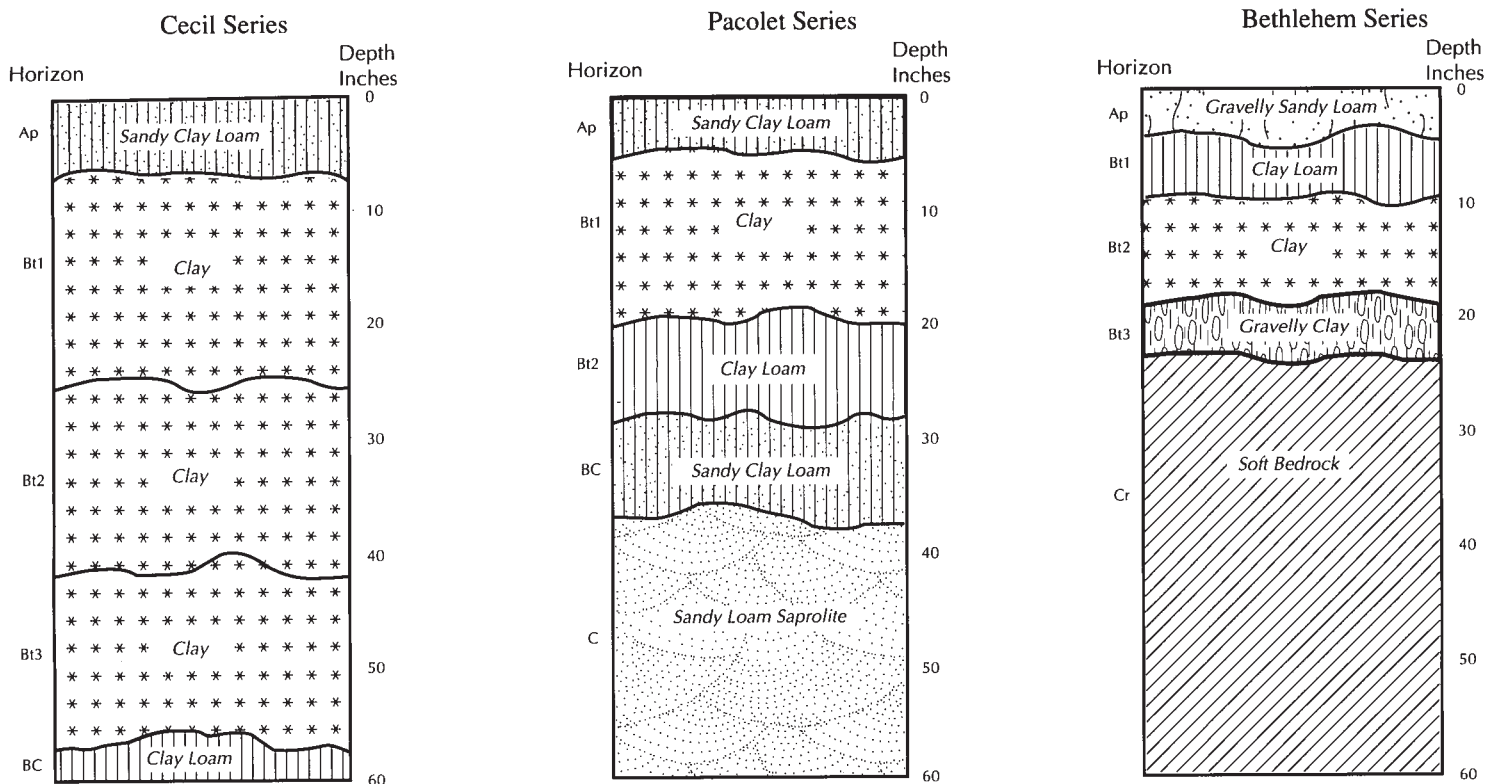 Cecil Series
Horizon
Depth
Inches
0
Ap
Sandy Clay Loam
10
Bt1
Clay
20
30
Bt2
Clay
40
Bt3
Clay
50
BC
Clay Loam
60
Pacolet Series
Horizon
Depth
Inches
0
Ap
Sandy Clay Loam
10
Bt1
Clay
20
Bt2
Clay Loam
30
BC
Sandy Clay Loam
40
C
Sandy Loam Saprolite
50
60
Bethlehem Series
Horizon
Depth
Inches
0
Ap
Gravelly Sandy Loam
Bt1
Clay Loam
10
Bt2
Clay
20
Bt3
Gravelly Clay
30
Soft Bedrock
Cr
40
50
60